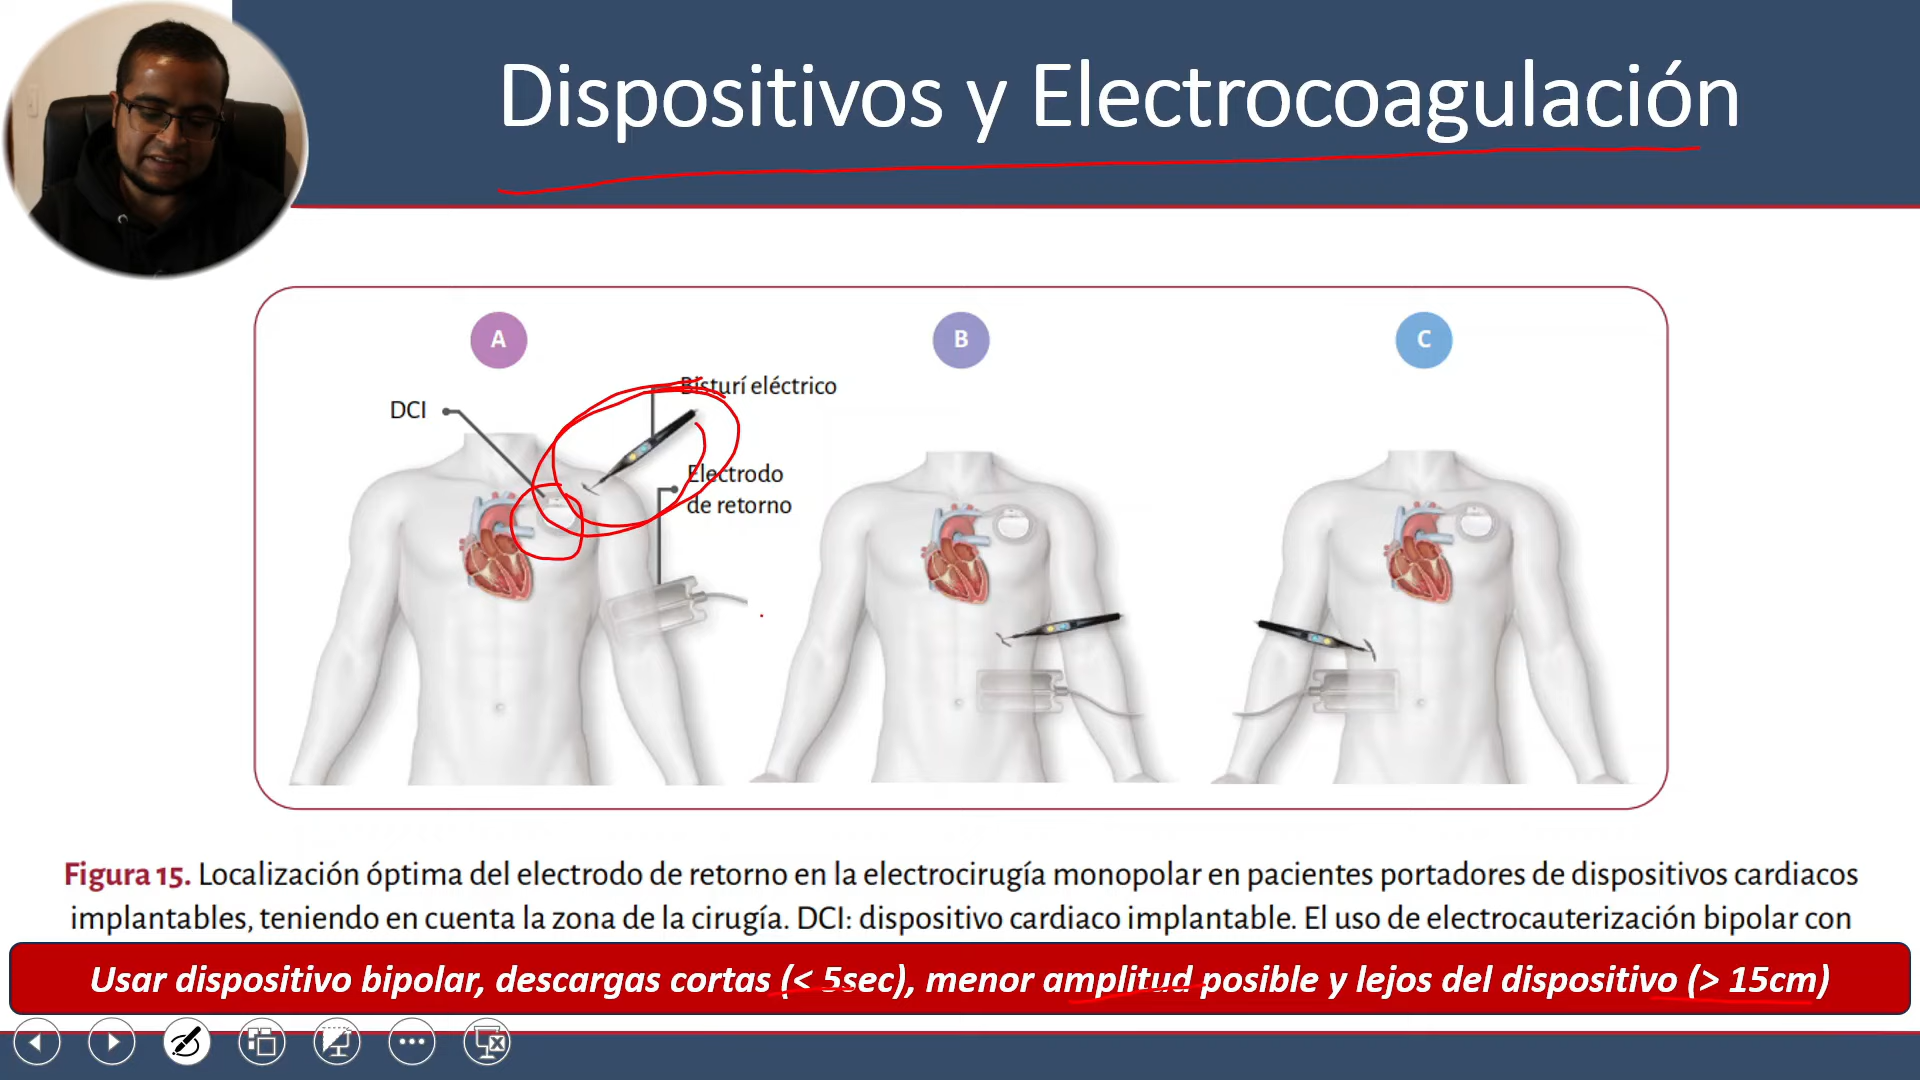 Dispositivos y Electrocoagulación
A
B
C
DCI
Bisturí eléctrico
Electrodo
de retorno
Figura 15. Localización óptima del electrodo de retorno en la electrocirugía monopolar en pacientes portadores de dispositivos cardiacos
implantables, teniendo en cuenta la zona de la cirugía. DCI: dispositivo cardiaco implantable. El uso de electrocauterización bipolar con
Usar dispositivo bipolar, descargas cortas (< 5sec), menor amplitud posible y lejos del dispositivo (> 15cm)